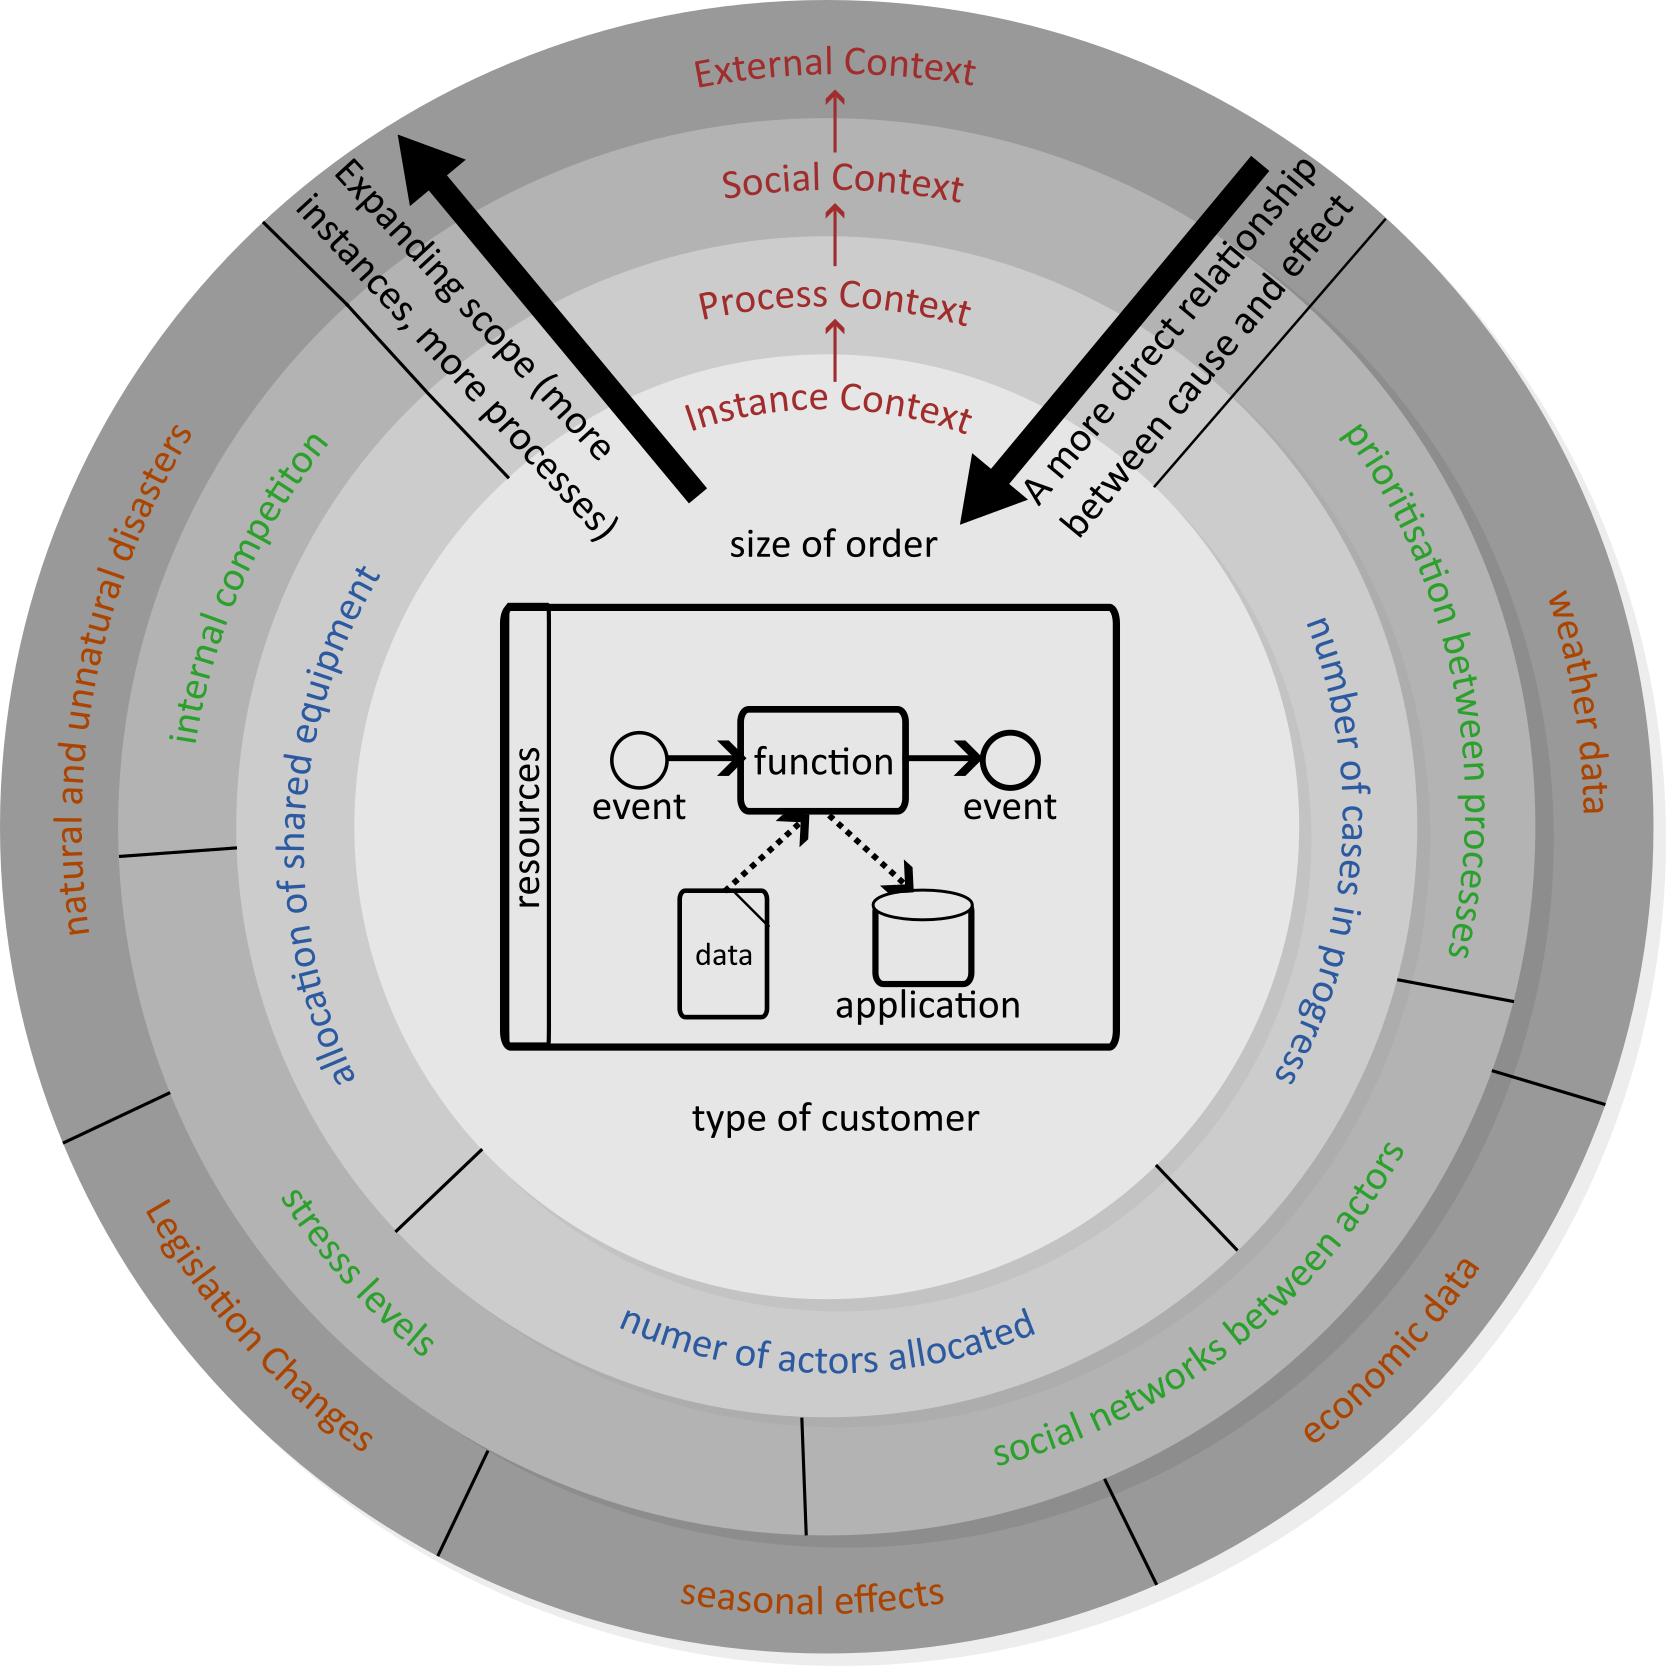 External Context
Social Context
Process Context
Instance Context
Expanding scope (more
instances, more processes)
A more direct relationship
between cause and effect
size of order
resources
event
function
event
data
application
type of customer
allocation of shared equipment
number of cases in progress
numer of actors allocated
internal competiton
prioritisation between processes
stresss levels
social networks between actors
natural and unnatural disasters
weather data
Legislation Changes
economic data
seasonal effects